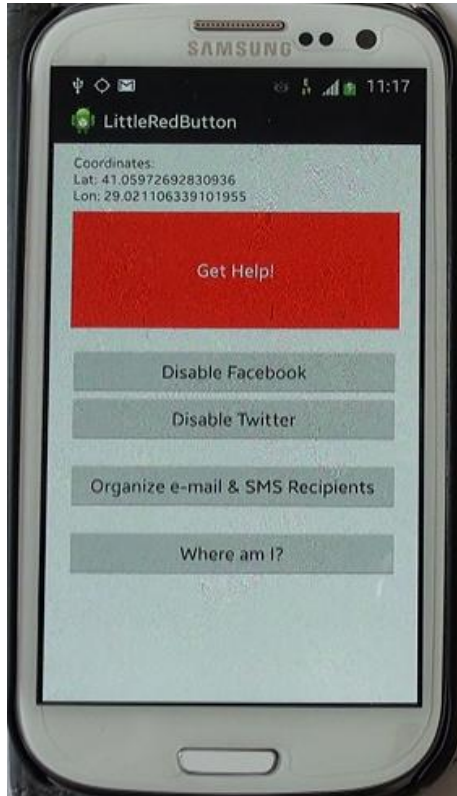 SAMSUNG
11:17
LittleRedButton
Coordinates:
Lat: 41.05972692830936
Lon: 29.021106339101955
Get Help!
Disable Facebook
Disable Twitter
Organize e-mail & SMS Recipients
Where am I?